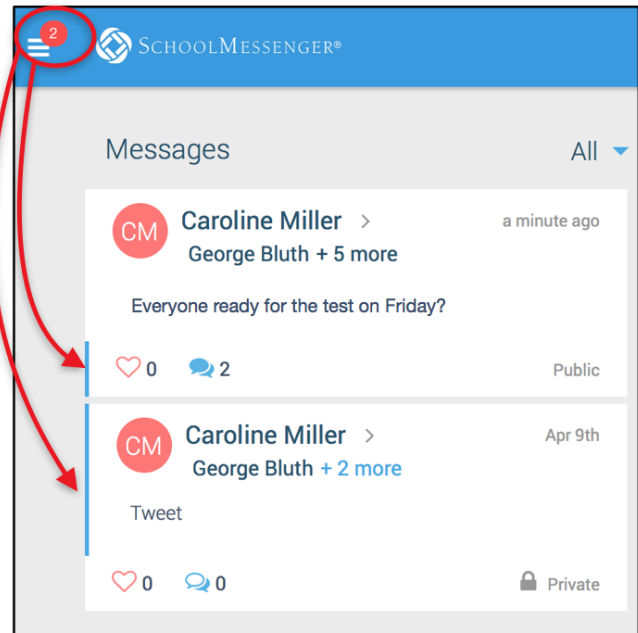 2
SCHOOLMESSENGER®
Messages
All
CM
Caroline Miller >
a minute ago
George Bluth + 5 more
Everyone ready for the test on Friday?
0
2
Public
CM
Caroline Miller >
Apr 9th
George Bluth + 2 more
Tweet
0
0
Private